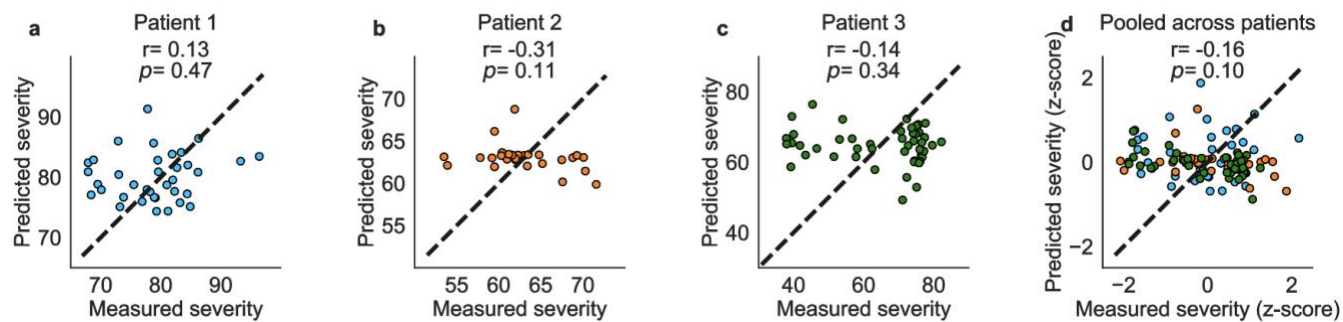 a
Patient 1
r= 0.13
p= 0.47
Predicted severity
90
80
70
70 80 90
Measured severity
b
Patient 2
r= -0.31
p= 0.11
Predicted severity
70
65
60
55
55 60 65 70
Measured severity
c
Patient 3
r= -0.14
p= 0.34
Predicted severity
80
60
40
40 60 80
Measured severity
d
Pooled across patients
r= -0.16
p= 0.10
Predicted severity (z-score)
2
0
−2
−2 0 2
Measured severity (z-score)